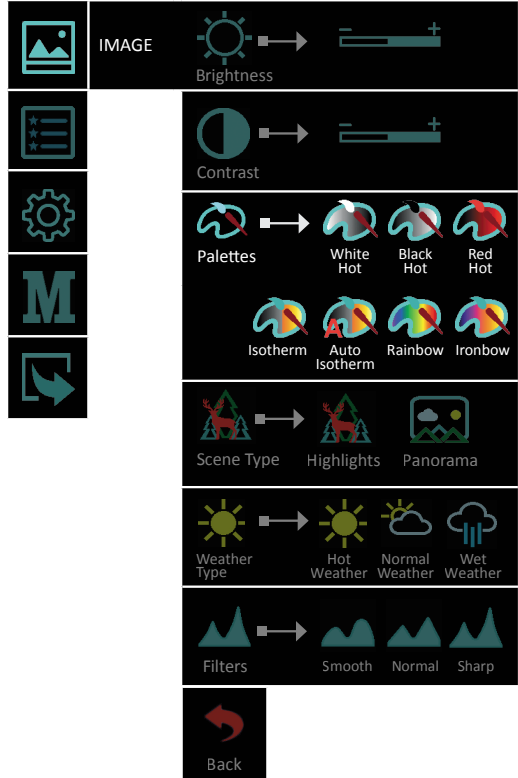 IMAGE
Brightness
- +
Contrast
- +
Palettes
White Hot
Black Hot
Red Hot
Isotherm
A
Auto Isotherm
Rainbow
Ironbow
Scene Type
Highlights
Panorama
Weather Type
Hot Weather
Normal Weather
Wet Weather
M
Filters
Smooth
Normal
Sharp
Back